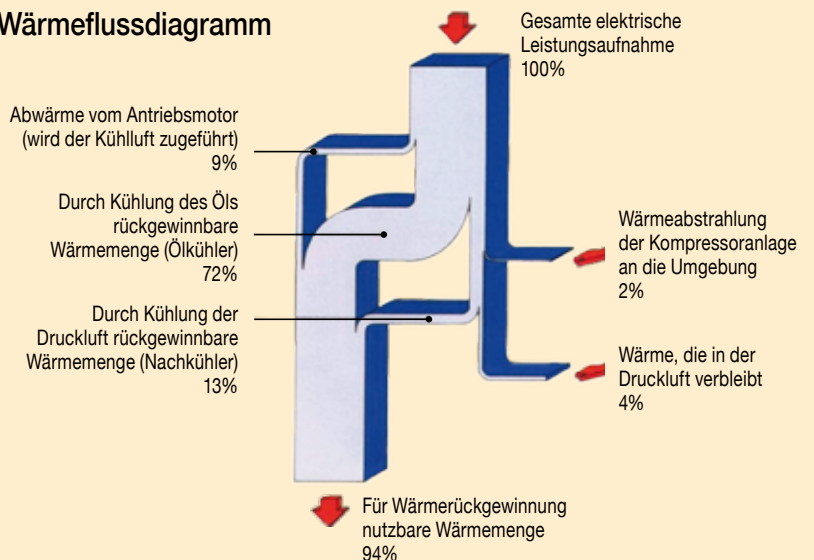 Wärmeflussdiagramm
Gesamte elektrische
Leistungsaufnahme
100%
Abwärme vom Antriebsmotor
(wird der Kühlluft zugeführt)
9%
Durch Kühlung des Öls
rückgewinnbare
Wärmemenge (Ölkühler)
72%
Durch Kühlung der
Druckluft rückgewinnbare
Wärmemenge (Nachkühler)
13%
Wärmeabstrahlung
der Kompressoranlage
an die Umgebung
2%
Wärme, die in der
Druckluft verbleibt
4%
Für Wärmerückgewinnung
nutzbare Wärmemenge
94%